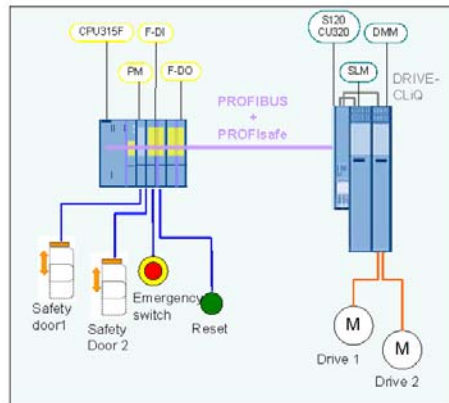 CPU315F
F-DI
PM
F-DO
S120
CU320
DMM
SLM
DRIVE-
CLiQ
PROFIBUS
+
PROFIsafe
Safety
door1
Safety
Door 2
Emergency
switch
Reset
M
Drive 1
M
Drive 2